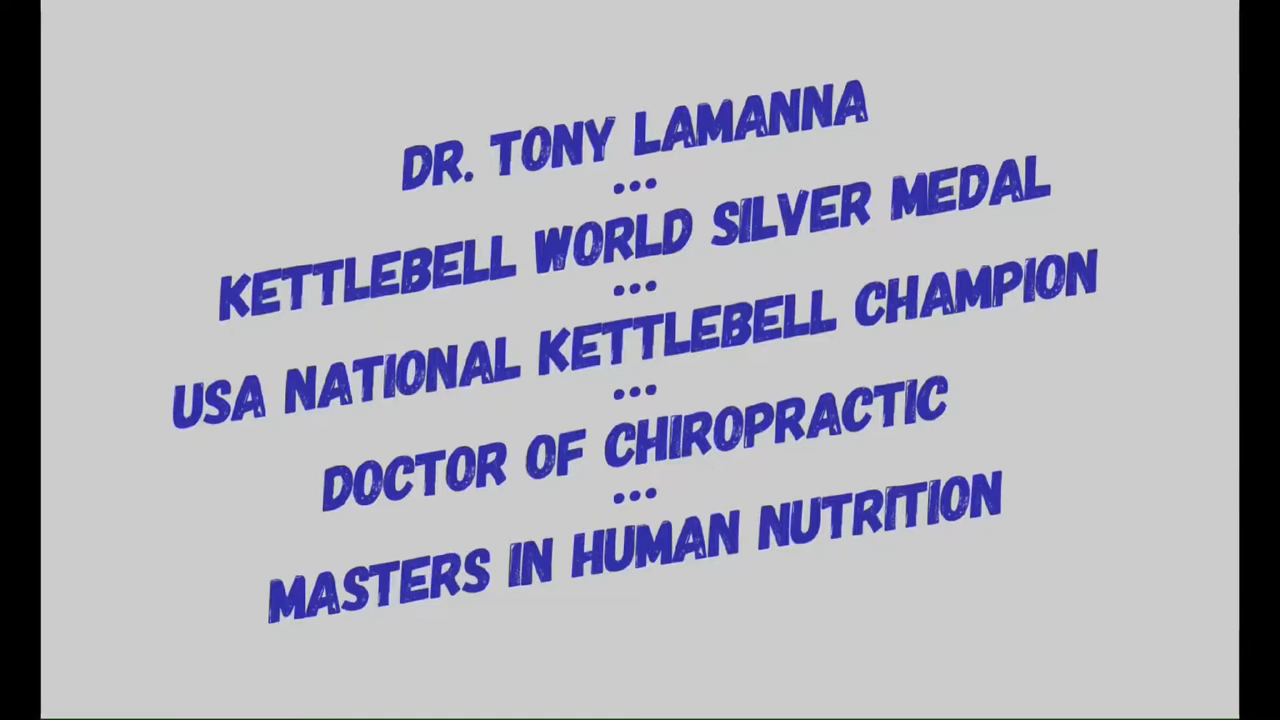 DR. TONY LAMANNA
...
KETTLEBELL WORLD SILVER MEDAL
...
USA NATIONAL KETTLEBELL CHAMPION
...
DOCTOR OF CHIROPRACTIC
...
MASTERS IN HUMAN NUTRITION